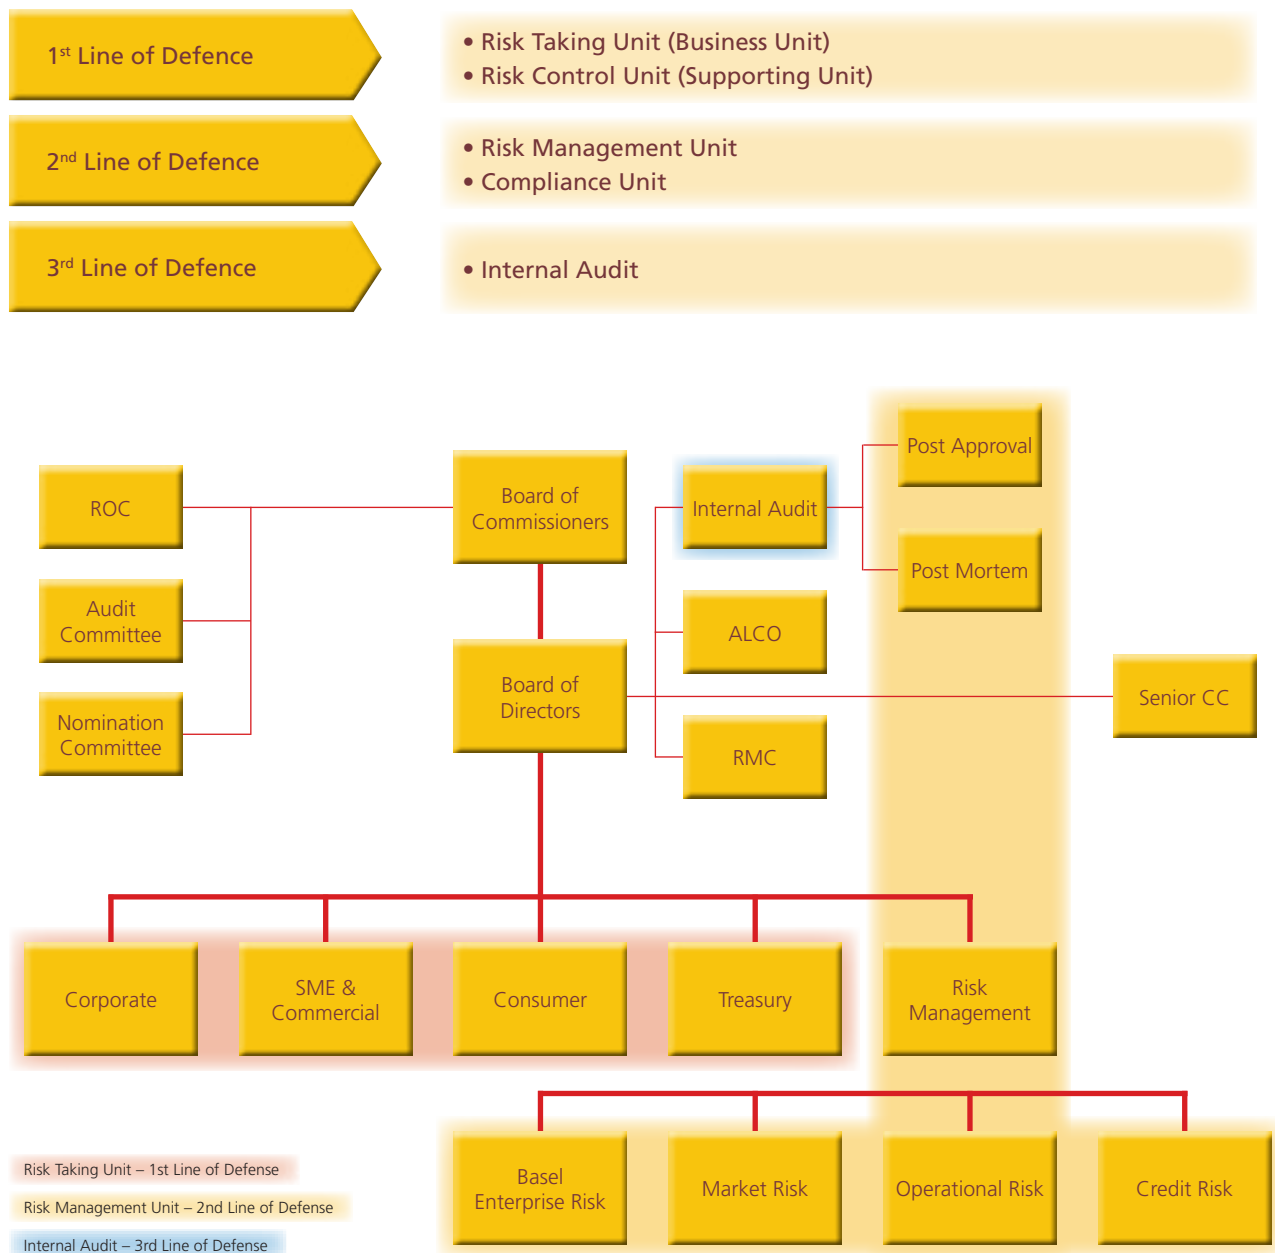 1st Line of Defence
• Risk Taking Unit (Business Unit)
• Risk Control Unit (Supporting Unit)
2nd Line of Defence
• Risk Management Unit
• Compliance Unit
3rd Line of Defence
• Internal Audit
Post Approval
ROC
Board of
Commissioners
Internal Audit
Post Mortem
Audit
Committee
ALCO
Board of
Directors
Senior CC
Nomination
Committee
RMC
Corporate
SME &
Commercial
Consumer
Treasury
Risk
Management
Basel
Enterprise Risk
Market Risk
Operational Risk
Credit Risk
Risk Taking Unit – 1st Line of Defense
Risk Management Unit – 2nd Line of Defense
Internal Audit – 3rd Line of Defense